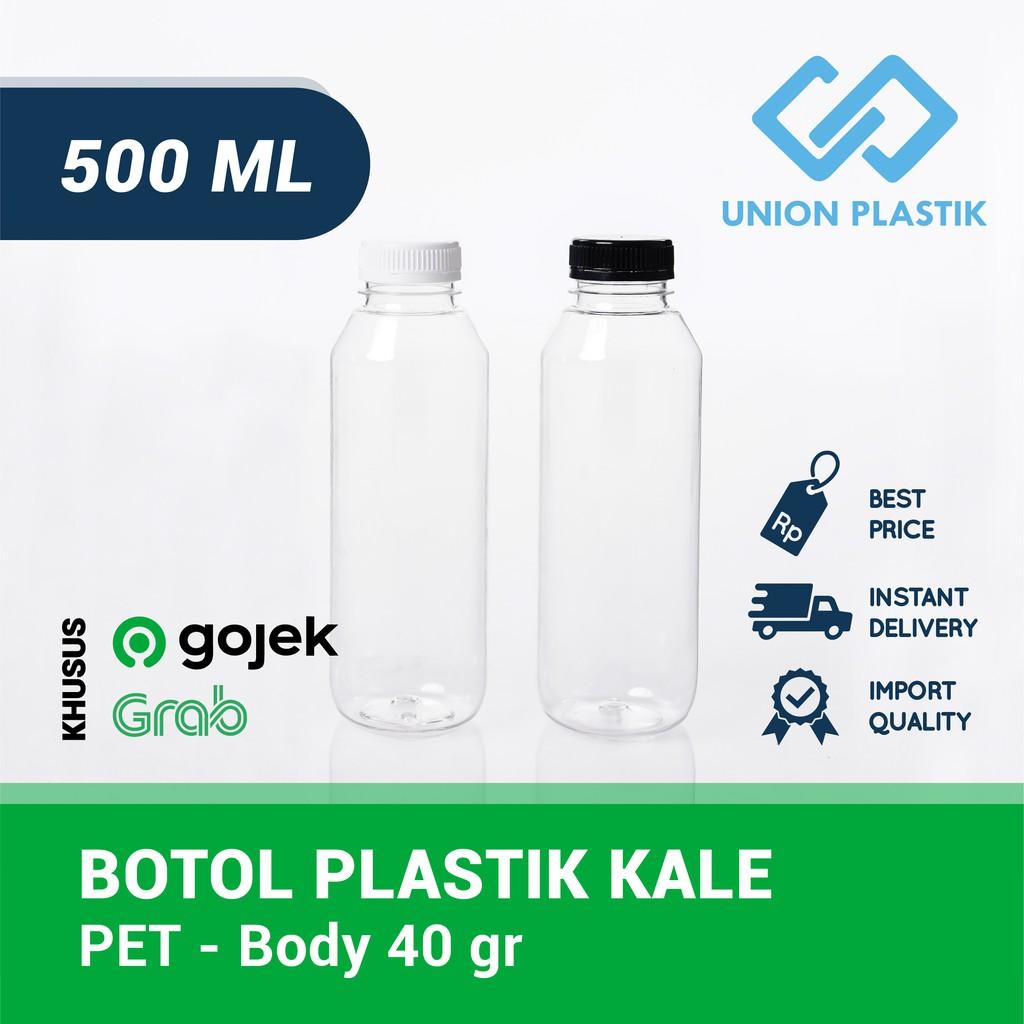 500 ML
UNION PLASTIK
Rp
BEST
PRICE
INSTANT
DELIVERY
IMPORT
QUALITY
KHUSUS
gojek
Grab
BOTOL PLASTIK KALE
PET - Body 40 gr